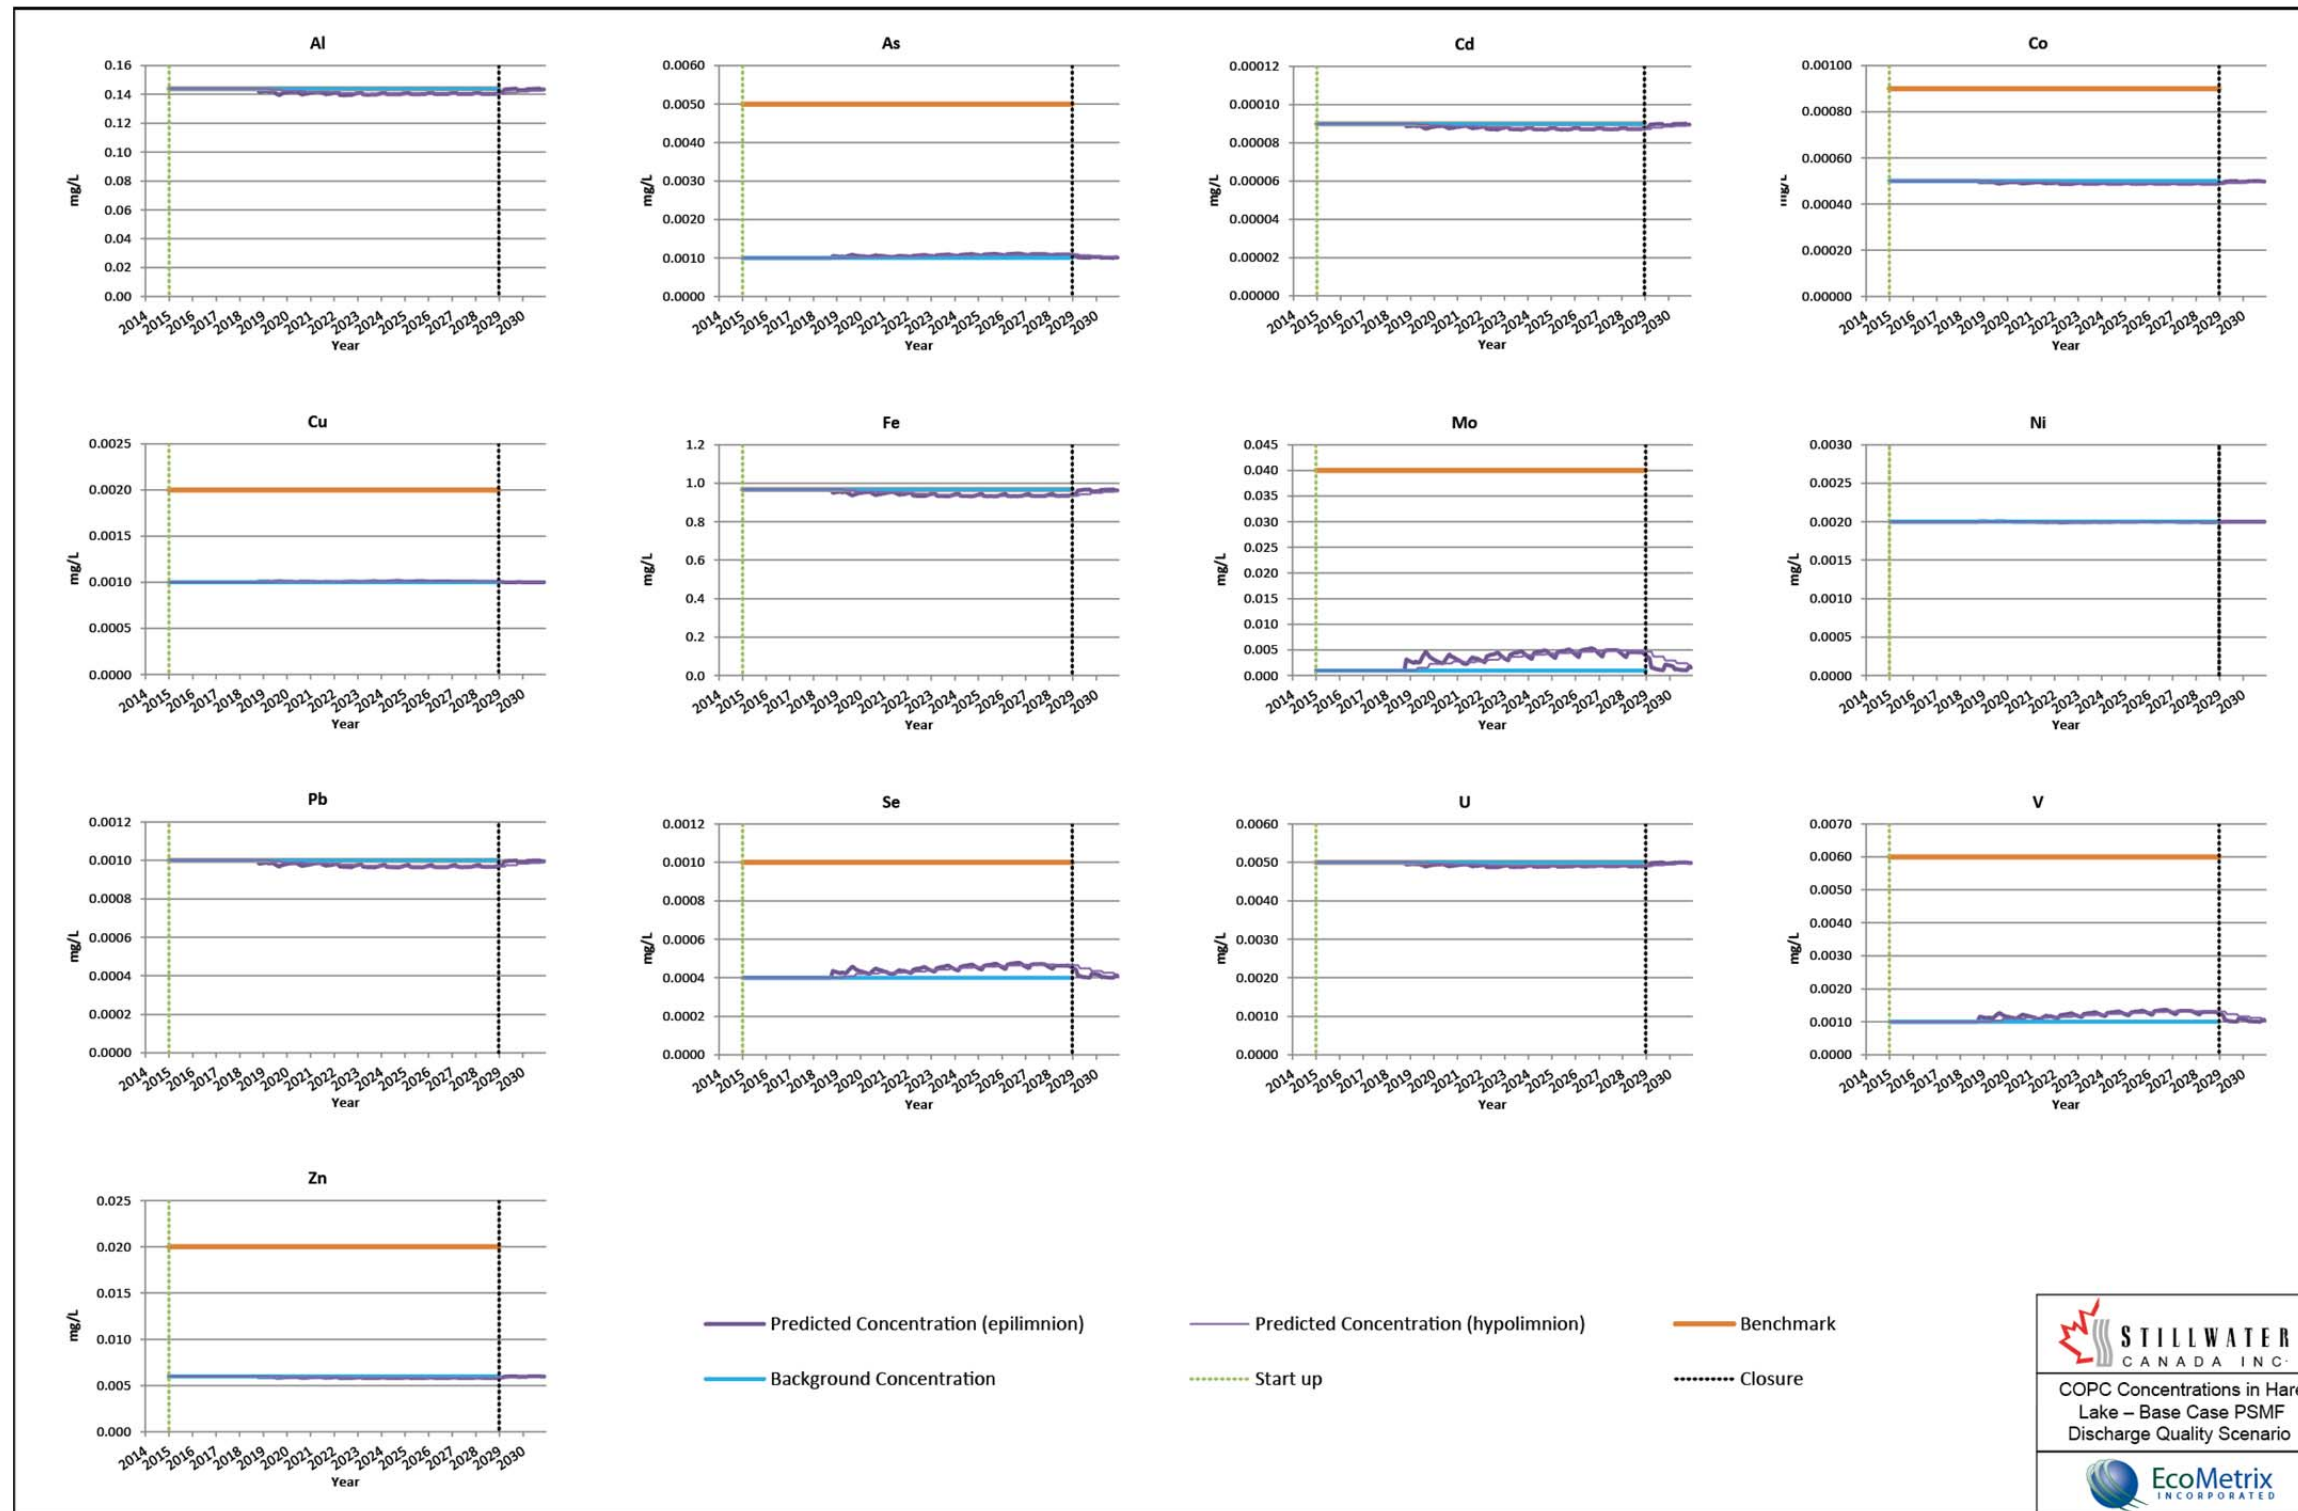 Al
0.16
0.14
0.12
0.10
0.08
0.06
0.04
0.02
0.00
mg/L
2014 2015 2016 2017 2018 2019 2020 2021 2022 2023 2024 2025 2026 2027 2028 2029 2030
Year
As
0.0060
0.0050
0.0040
0.0030
0.0020
0.0010
0.0000
mg/L
2014 2015 2016 2017 2018 2019 2020 2021 2022 2023 2024 2025 2026 2027 2028 2029 2030
Year
Cd
0.00012
0.00010
0.00008
0.00006
0.00004
0.00002
0.00000
mg/L
2014 2015 2016 2017 2018 2019 2020 2021 2022 2023 2024 2025 2026 2027 2028 2029 2030
Year
Co
0.00100
0.00080
0.00060
0.00040
0.00020
0.00000
2014 2015 2016 2017 2018 2019 2020 2021 2022 2023 2024 2025 2026 2027 2028 2029 2030
Year
Cu
0.0025
0.0020
0.0015
0.0010
0.0005
0.0000
mg/L
2014 2015 2016 2017 2018 2019 2020 2021 2022 2023 2024 2025 2026 2027 2028 2029 2030
Year
Fe
1.2
1.0
0.8
0.6
0.4
0.2
0.0
mg/L
2014 2015 2016 2017 2018 2019 2020 2021 2022 2023 2024 2025 2026 2027 2028 2029 2030
Year
Mo
0.045
0.040
0.035
0.030
0.025
0.020
0.015
0.010
0.005
0.000
mg/L
2014 2015 2016 2017 2018 2019 2020 2021 2022 2023 2024 2025 2026 2027 2028 2029 2030
Year
Ni
0.0030
0.0025
0.0020
0.0015
0.0010
0.0005
0.0000
mg/L
2014 2015 2016 2017 2018 2019 2020 2021 2022 2023 2024 2025 2026 2027 2028 2029 2030
Year
Pb
0.0012
0.0010
0.0008
0.0006
0.0004
0.0002
0.0000
mg/L
2014 2015 2016 2017 2018 2019 2020 2021 2022 2023 2024 2025 2026 2027 2028 2029 2030
Year
Se
0.0012
0.0010
0.0008
0.0006
0.0004
0.0002
0.0000
mg/L
2014 2015 2016 2017 2018 2019 2020 2021 2022 2023 2024 2025 2026 2027 2028 2029 2030
Year
U
0.0060
0.0050
0.0040
0.0030
0.0020
0.0010
0.0000
mg/L
2014 2015 2016 2017 2018 2019 2020 2021 2022 2023 2024 2025 2026 2027 2028 2029 2030
Year
V
0.0070
0.0060
0.0050
0.0040
0.0030
0.0020
0.0010
0.0000
mg/L
2014 2015 2016 2017 2018 2019 2020 2021 2022 2023 2024 2025 2026 2027 2028 2029 2030
Year
Zn
0.025
0.020
0.015
0.010
0.005
0.000
mg/L
2014 2015 2016 2017 2018 2019 2020 2021 2022 2023 2024 2025 2026 2027 2028 2029 2030
Year
Predicted Concentration (epilimnion)
Predicted Concentration (hypolimnion)
Benchmark
Background Concentration
Start up
Closure
STILLWATER
CANADA INC.
COPC Concentrations in Hare
Lake – Base Case PSMF
Discharge Quality Scenario
EcoMetrix
INCORPORATED